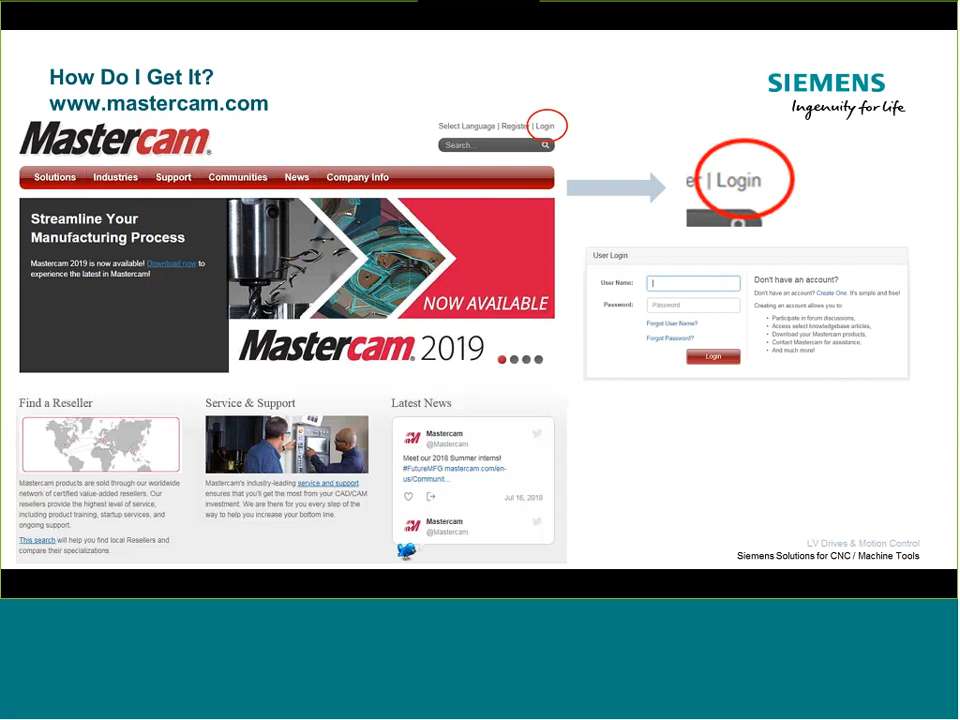 How Do I Get It?
www.mastercam.com
SIEMENS
Ingenuity for life
Mastercam.
Select Language | Register | Login
Search...
Solutions Industries Support Communities News Company Info
er | Login
Streamline Your
Manufacturing Process
Mastercam 2019 is now available! Download now to
experience the latest in Mastercam!
NOW AVAILABLE
Mastercam. 2019
User Login
User Name:
Password:
Password
Forgot User Name?
Forgot Password?
Login
Don't have an account?
Don't have an account? Create One. It's simple and free!
Creating an account allows you to:
• Participate in forum discussions,
• Access select knowledgebase articles,
• Download your Mastercam products,
• Contact Mastercam for assistance,
• And much more!
Find a Reseller
Mastercam products are sold through our worldwide
network of certified value-added resellers. Our
resellers provide the highest level of service,
including product training, startup services, and
ongoing support.
This search will help you find local Resellers and
compare their specializations.
Service & Support
Mastercam's industry-leading service and support
ensures that you'll get the most from your CAD/CAM
investment. We are there for you every step of the
way to help you increase your bottom line.
Latest News
Mastercam
@Mastercam
Meet our 2018 Summer interns!
#FutureMFG mastercam.com/en-
us/Communit...
Jul 16, 2018
Mastercam
@Mastercam
LV Drives & Motion Control
Siemens Solutions for CNC / Machine Tools